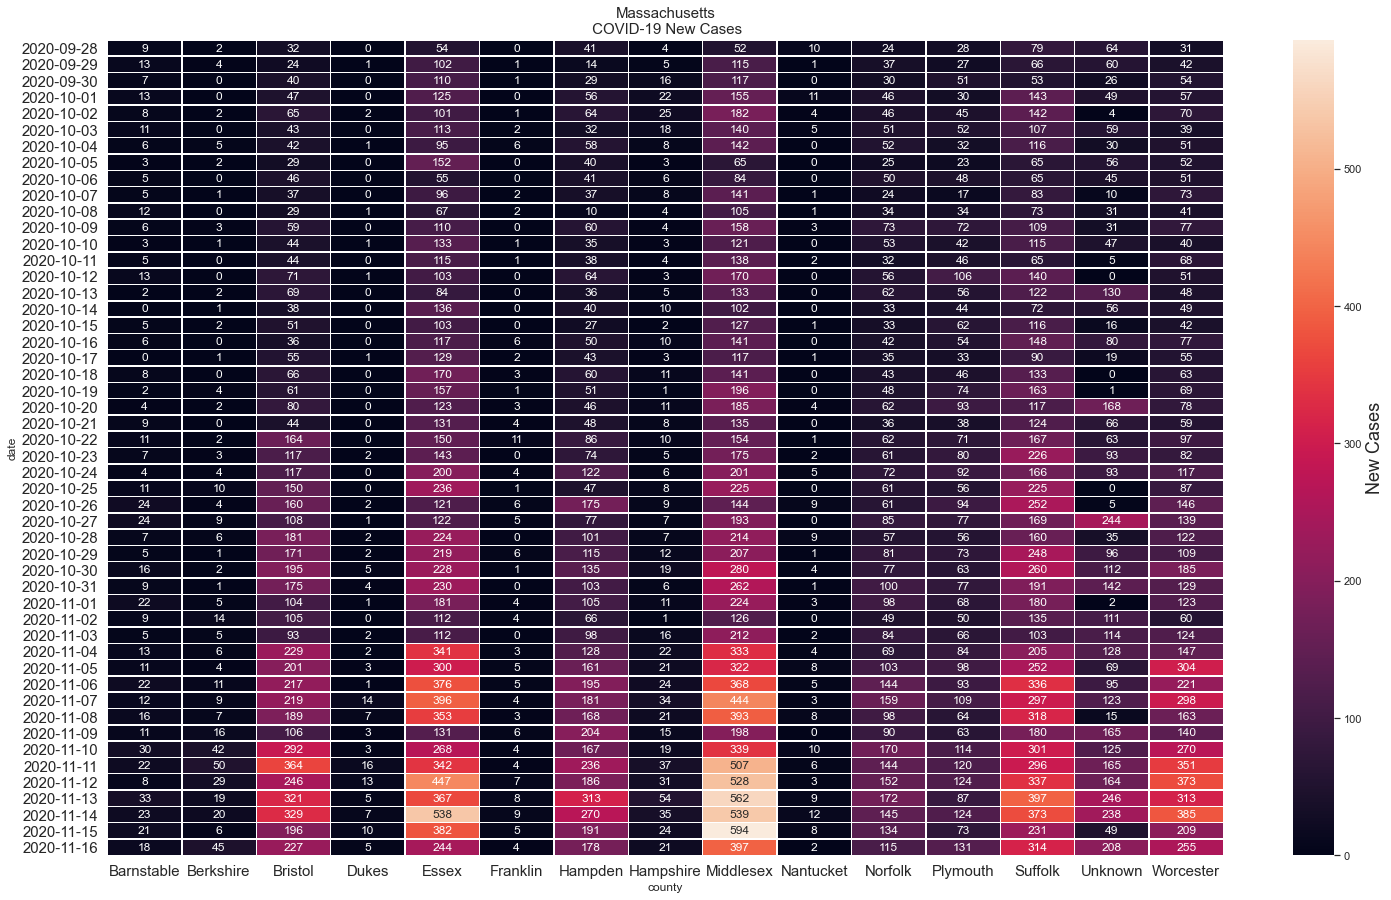 Massachusetts
COVID-19 New Cases
2020-09-28 9 2 32 0 54 0 41 4 52 10 24 28 79 64 31
2020-09-29 13 4 24 1 102 1 14 5 115 1 37 27 66 60 42
2020-09-30 7 0 40 0 110 1 29 16 117 0 30 51 53 26 54
2020-10-01 13 0 47 0 125 0 56 22 155 11 46 30 143 49 57
2020-10-02 8 2 65 2 101 1 64 25 182 4 46 45 142 4 70
2020-10-03 11 0 43 0 113 2 32 18 140 5 51 52 107 59 39
2020-10-04 6 5 42 1 95 6 58 8 142 0 52 32 116 30 51
2020-10-05 3 2 29 0 152 0 40 3 65 0 25 23 65 56 52
2020-10-06 5 0 46 0 55 0 41 6 84 0 50 48 65 45 51
2020-10-07 5 1 37 0 96 2 37 8 141 1 24 17 83 10 73
2020-10-08 12 0 29 1 67 2 10 4 105 1 34 34 73 31 41
2020-10-09 6 3 59 0 110 0 60 4 158 3 73 72 109 31 77
2020-10-10 3 1 44 1 133 1 35 3 121 0 53 42 115 47 40
2020-10-11 5 0 44 0 115 1 38 4 138 2 32 46 65 5 68
2020-10-12 13 0 71 1 103 0 64 3 170 0 56 106 140 0 51
2020-10-13 2 2 69 0 84 0 36 5 133 0 62 56 122 130 48
2020-10-14 0 1 38 0 136 0 40 10 102 0 33 44 72 56 49
2020-10-15 5 2 51 0 103 0 27 2 127 1 33 62 116 16 42
2020-10-16 6 0 36 0 117 6 50 10 141 0 42 54 148 80 77
2020-10-17 0 1 55 1 129 2 43 3 117 1 35 33 90 19 55
2020-10-18 8 0 66 0 170 3 60 11 141 0 43 46 133 0 63
2020-10-19 2 4 61 0 157 1 51 1 196 0 48 74 163 1 69
2020-10-20 4 2 80 0 123 3 46 11 185 4 62 93 117 168 78
2020-10-21 9 0 44 0 131 4 48 8 135 0 36 38 124 66 59
2020-10-22 11 2 164 0 150 11 86 10 154 1 62 71 167 63 97
2020-10-23 7 3 117 2 143 0 74 5 175 2 61 80 226 93 82
2020-10-24 4 4 117 0 200 4 122 6 201 5 72 92 166 93 117
2020-10-25 11 10 150 0 236 1 47 8 225 0 61 56 225 0 87
2020-10-26 24 4 160 2 121 6 175 9 144 9 61 94 252 5 146
2020-10-27 24 9 108 1 122 5 77 7 193 0 85 77 169 244 139
2020-10-28 7 6 181 2 224 0 101 7 214 9 57 56 160 35 122
2020-10-29 5 1 171 2 219 6 115 12 207 1 81 73 248 96 109
2020-10-30 16 2 195 5 228 1 135 19 280 4 77 63 260 112 185
2020-10-31 9 1 175 4 230 0 103 6 262 1 100 77 191 142 129
2020-11-01 22 5 104 1 181 4 105 11 224 3 98 68 180 2 123
2020-11-02 9 14 105 0 112 4 66 1 126 0 49 50 135 111 60
2020-11-03 5 5 93 2 112 0 98 16 212 2 84 66 103 114 124
2020-11-04 13 6 229 2 341 3 128 22 333 4 69 84 205 128 147
2020-11-05 11 4 201 3 300 5 161 21 322 8 103 98 252 69 304
2020-11-06 22 11 217 1 376 5 195 24 368 5 144 93 336 95 221
2020-11-07 12 9 219 14 396 4 181 34 444 3 159 109 297 123 298
2020-11-08 16 7 189 7 353 3 168 21 393 8 98 64 318 15 163
2020-11-09 11 16 106 3 131 6 204 15 198 0 90 63 180 165 140
2020-11-10 30 42 292 3 268 4 167 19 339 10 170 114 301 125 270
2020-11-11 22 50 364 16 342 4 236 37 507 6 144 120 296 165 351
2020-11-12 8 29 246 13 447 7 186 31 528 3 152 124 337 164 373
2020-11-13 33 19 321 5 367 8 313 54 562 9 172 87 397 246 313
2020-11-14 23 20 329 7 538 9 270 35 539 12 145 124 373 238 385
2020-11-15 21 6 196 10 382 5 191 24 594 8 134 73 231 49 209
2020-11-16 18 45 227 5 244 4 178 21 397 2 115 131 314 208 255
Barnstable Berkshire Bristol Dukes Essex Franklin Hampden Hampshire Middlesex Nantucket Norfolk Plymouth Suffolk Unknown Worcester
county
date
500
400
300
200
100
0
New Cases